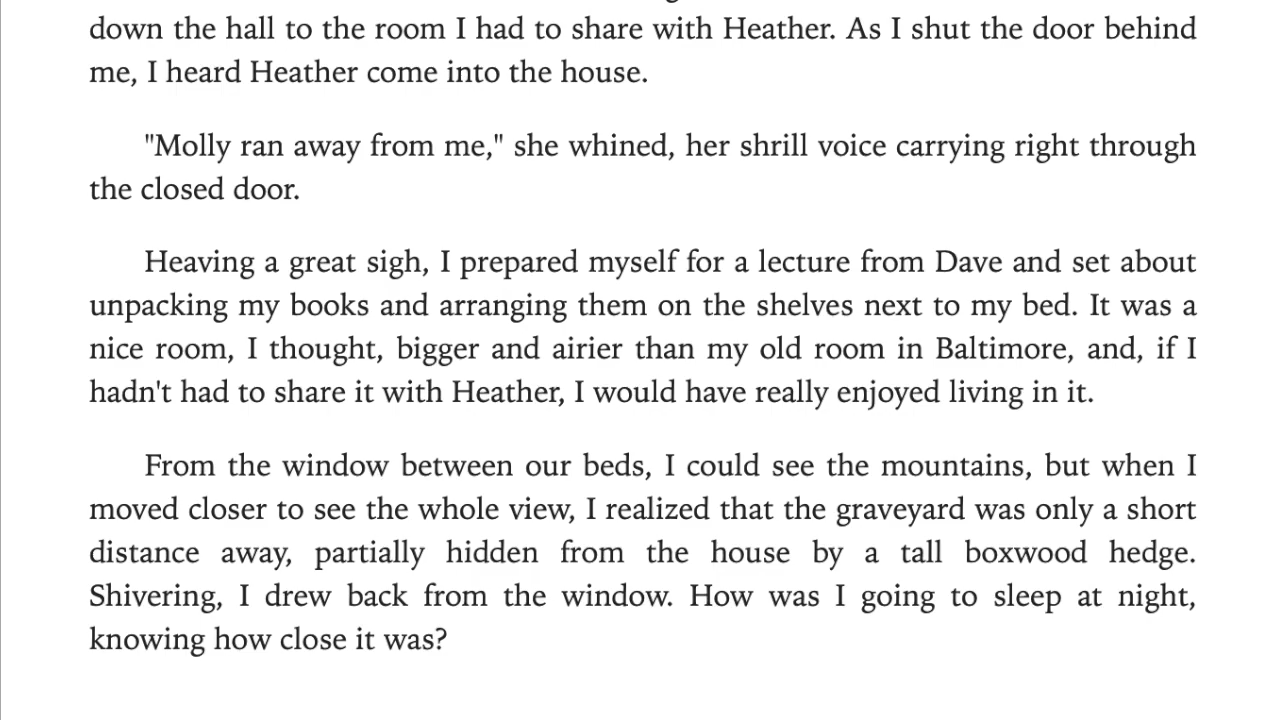 down the hall to the room I had to share with Heather. As I shut the door behind
me, I heard Heather come into the house.
"Molly ran away from me," she whined, her shrill voice carrying right through
the closed door.
Heaving a great sigh, I prepared myself for a lecture from Dave and set about
unpacking my books and arranging them on the shelves next to my bed. It was a
nice room, I thought, bigger and airier than my old room in Baltimore, and, if I
hadn't had to share it with Heather, I would have really enjoyed living in it.
From the window between our beds, I could see the mountains, but when I
moved closer to see the whole view, I realized that the graveyard was only a short
distance away, partially hidden from the house by a tall boxwood hedge.
Shivering, I drew back from the window. How was I going to sleep at night,
knowing how close it was?